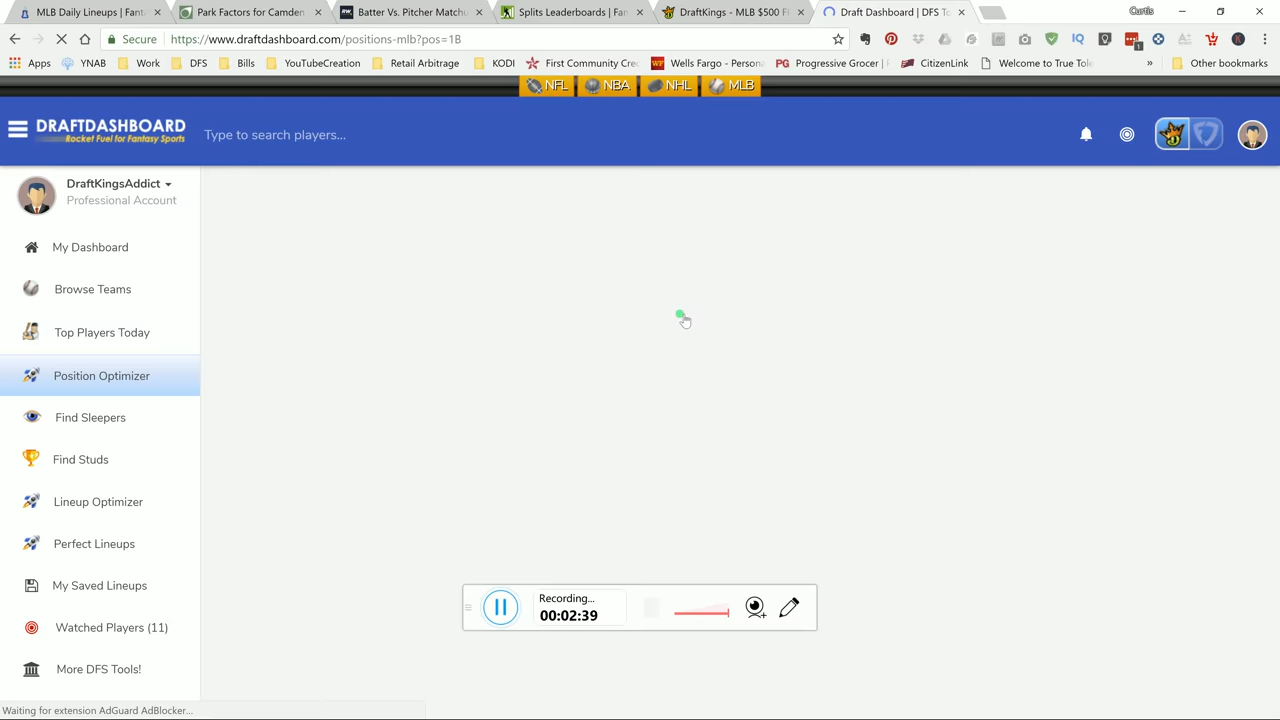 MLB Daily Lineups | Fant
Park Factors for Camden
Batter Vs. Pitcher Match
Splits Leaderboards | Fan
DraftKings - MLB $500 F
Draft Dashboard | DFS T
Curtis
Secure
https://www.draftdashboard.com/positions-mlb?pos=1B
Apps
YNAB
Work
DFS
Bills
YouTubeCreation
Retail Arbitrage
KODI
First Community Cre
Wells Fargo - Persona
Progressive Grocer |
CitizenLink
Welcome to True Tole
»
Other bookmarks
NFL
NBA
NHL
MLB
DRAFTDASHBOARD
Rocket Fuel for Fantasy Sports
Type to search players...
DraftKingsAddict
Professional Account
My Dashboard
Browse Teams
Top Players Today
Position Optimizer
Find Sleepers
Find Studs
Lineup Optimizer
Perfect Lineups
My Saved Lineups
Watched Players (11)
More DFS Tools!
Recording...
00:02:39
Waiting for extension AdGuard AdBlocker...